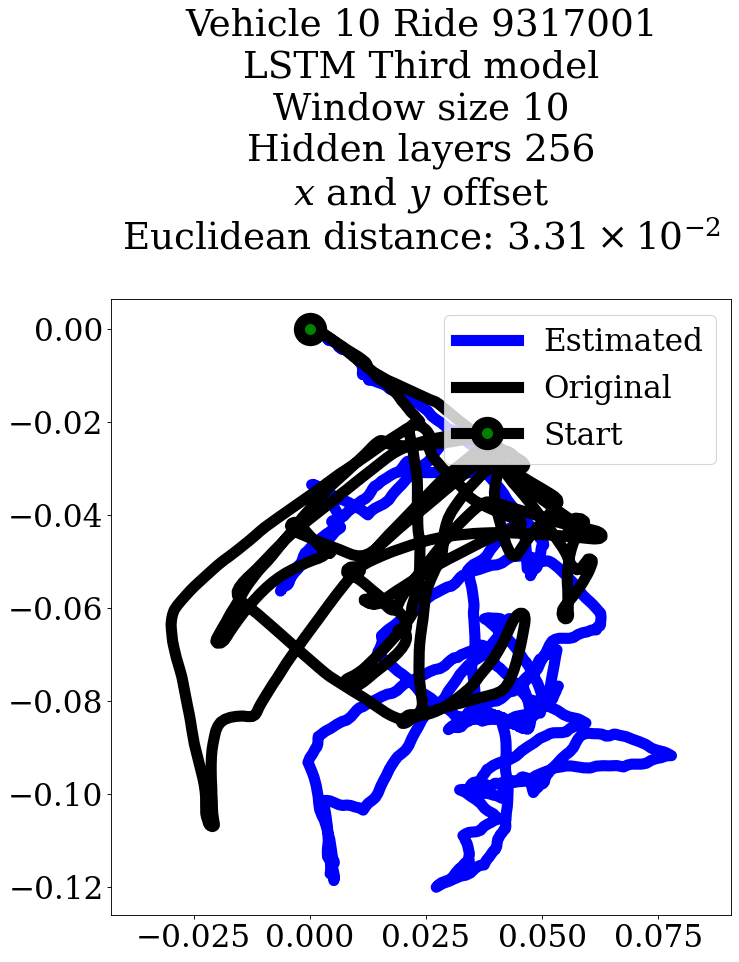 Vehicle 10 Ride 9317001
LSTM Third model
Window size 10
Hidden layers 256
x and y offset
Euclidean distance: 3.31 × 10⁻²
Estimated
Original
Start
0.00
−0.02
−0.04
−0.06
−0.08
−0.10
−0.12
−0.025 0.000 0.025 0.050 0.075